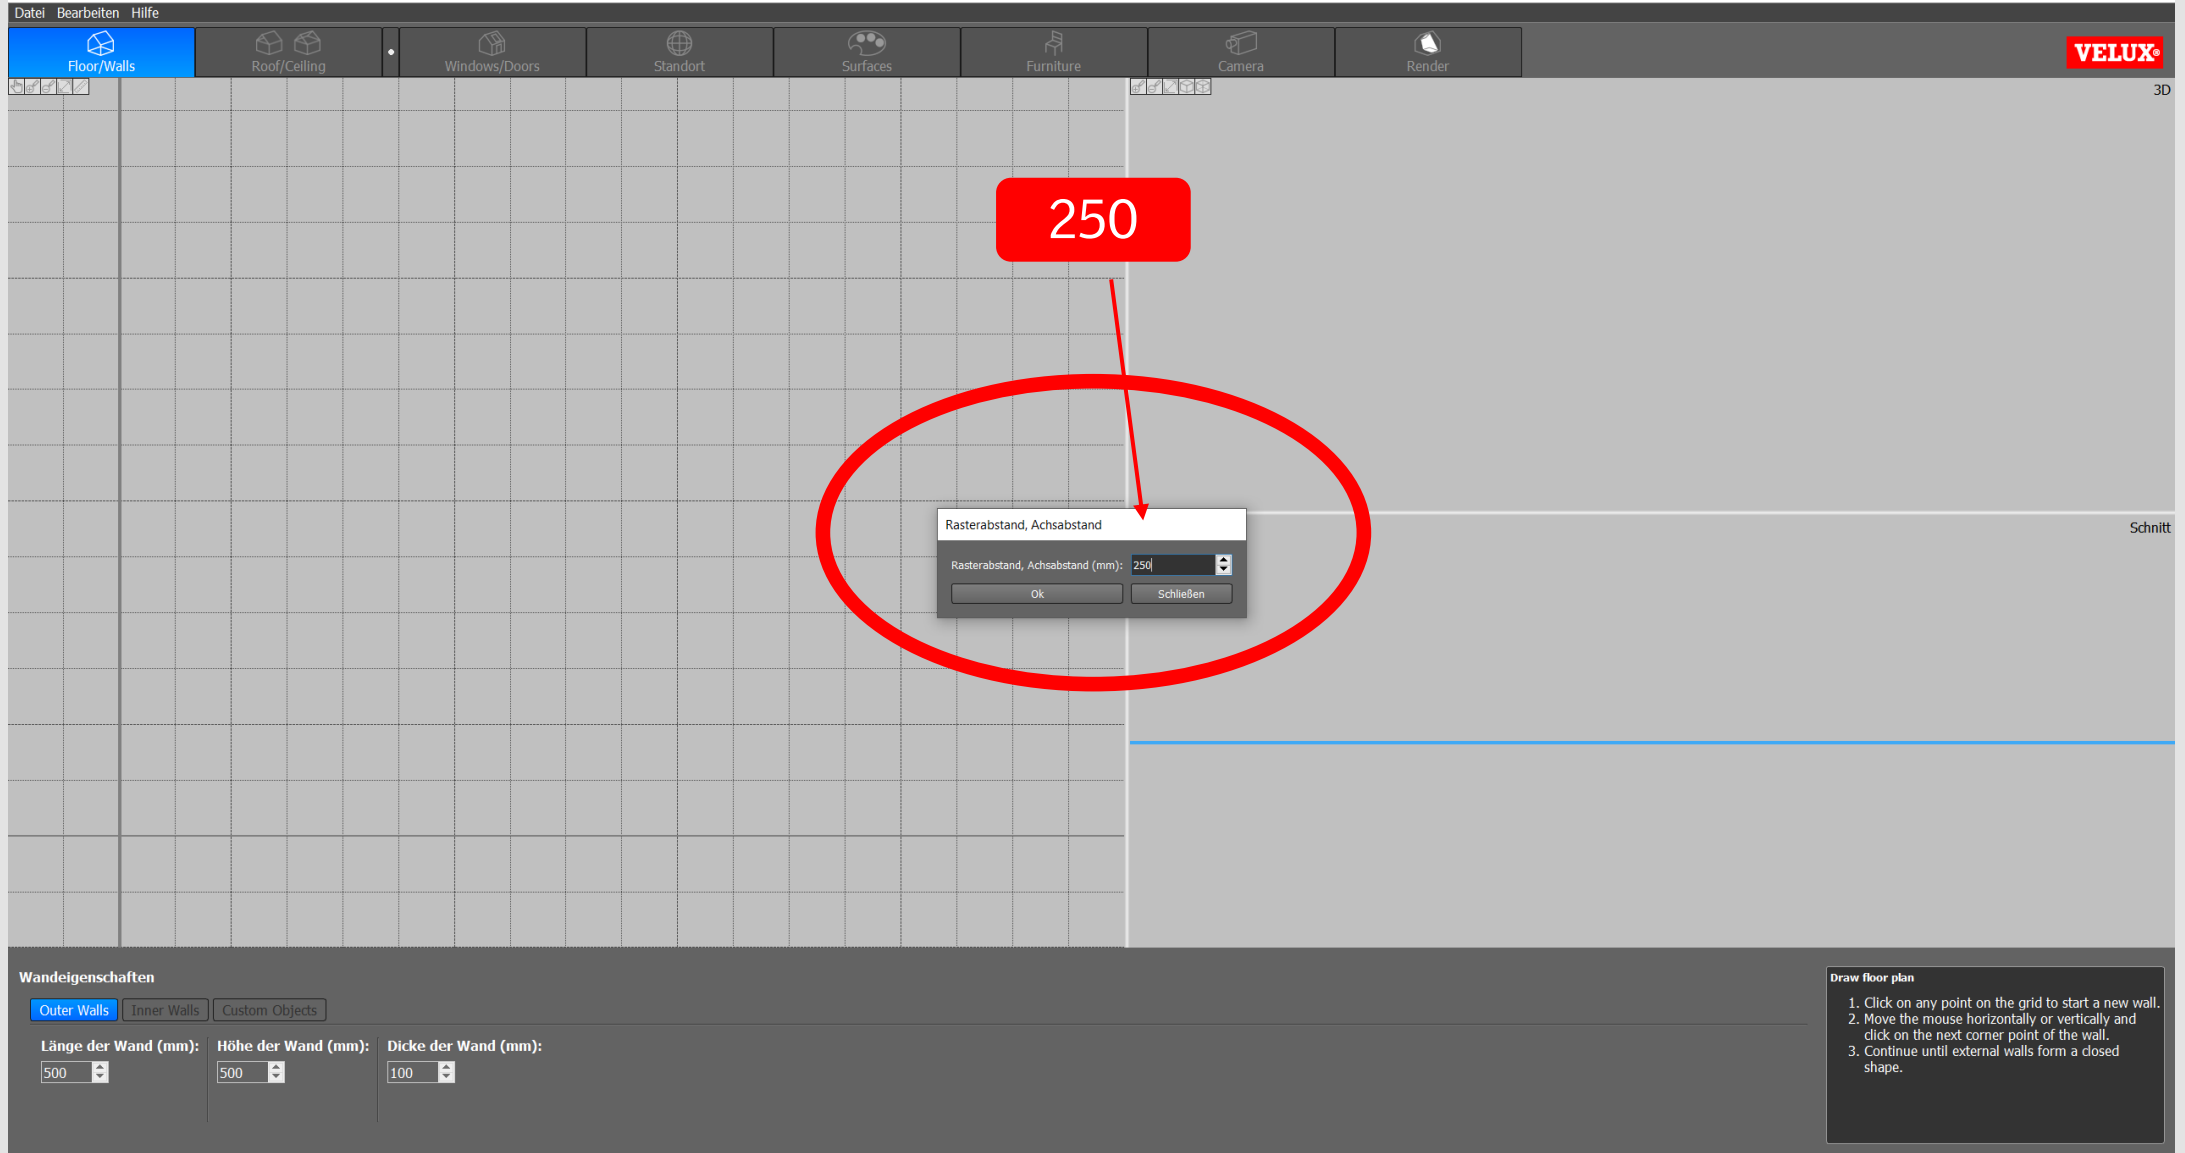 Datei Bearbeiten Hilfe
Floor/Walls Roof/Ceiling Windows/Doors Standort Surfaces Furniture Camera Render
VELUX®
3D
250
Rasterabstand, Achsabstand
Schnitt
Rasterabstand, Achsabstand (mm): 250
Ok Schließen
Wandeigenschaften
Outer Walls Inner Walls Custom Objects
Länge der Wand (mm): Höhe der Wand (mm): Dicke der Wand (mm):
500 500 100
Draw floor plan
1. Click on any point on the grid to start a new wall.
2. Move the mouse horizontally or vertically and
click on the next corner point of the wall.
3. Continue until external walls form a closed
shape.